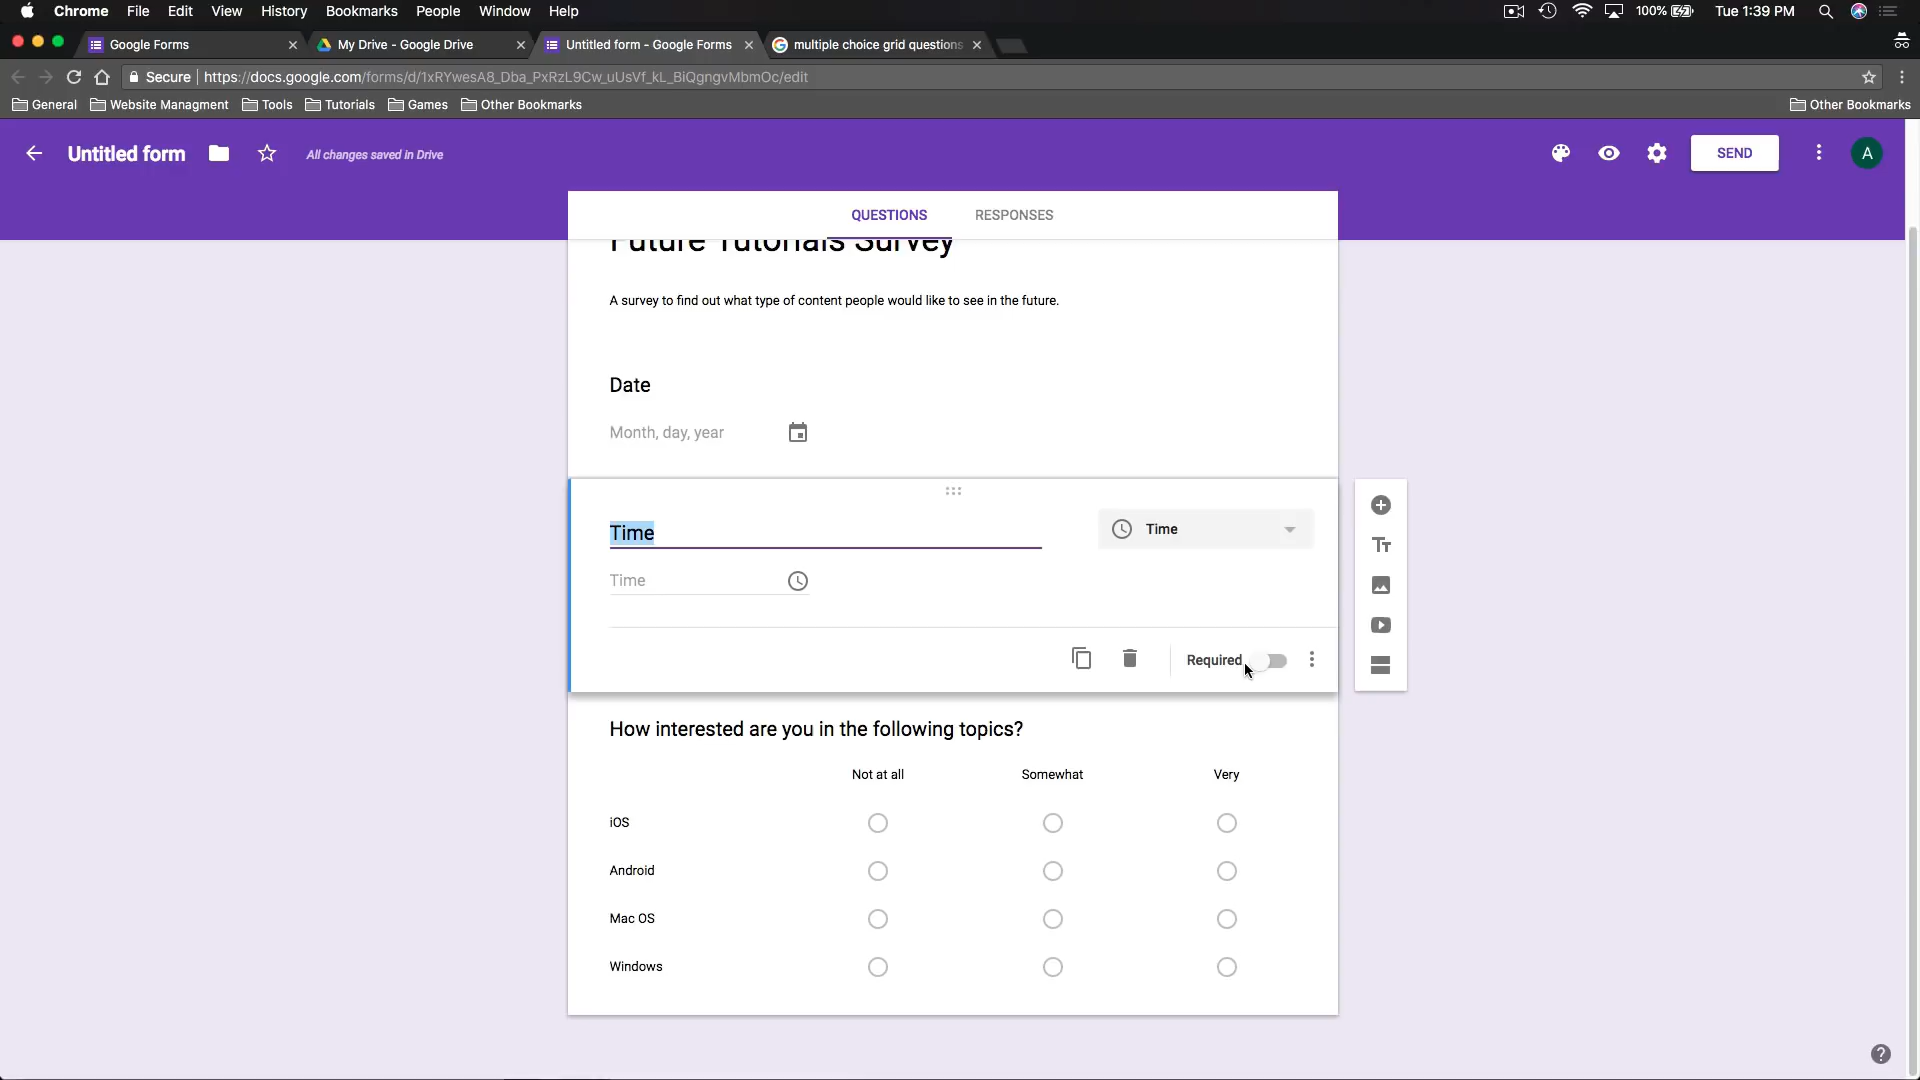 Chrome File Edit View History Bookmarks People Window Help 100% Tue 1:39 PM
Google Forms My Drive - Google Drive Untitled form - Google Forms multiple choice grid questions
Secure https://docs.google.com/forms/d/1xRYwesA8_Dba_PxRzL9Cw_uUsVf_kL_BiQgngvMbmOc/edit
General Website Managment Tools Tutorials Games Other Bookmarks Other Bookmarks
Untitled form All changes saved in Drive SEND A
QUESTIONS RESPONSES
Future Tutorials Survey
A survey to find out what type of content people would like to see in the future.
Date
Month, day, year
Time Time
Time
Required
How interested are you in the following topics?
Not at all Somewhat Very
iOS
Android
Mac OS
Windows